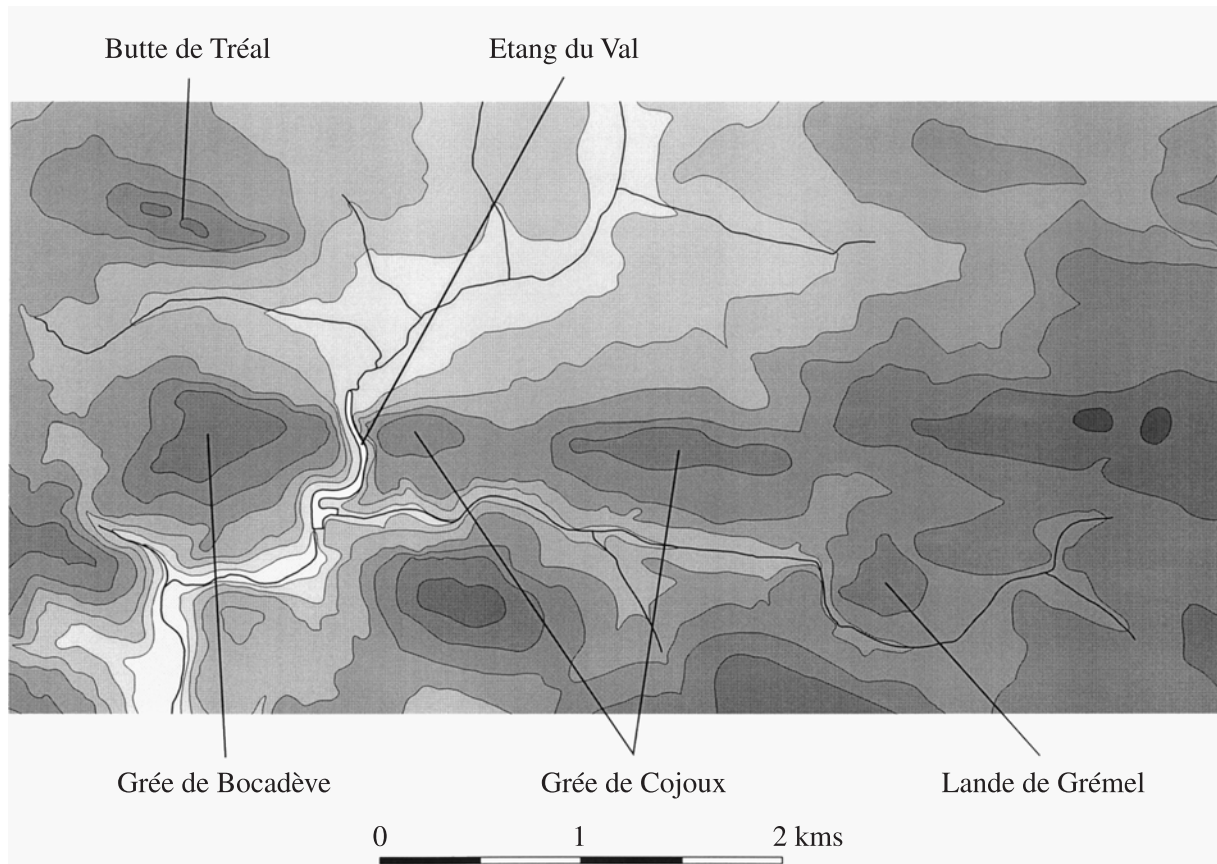 Butte de Tréal
Etang du Val
Grée de Bocadève
Grée de Cojoux
Lande de Grémel
0 1 2 kms